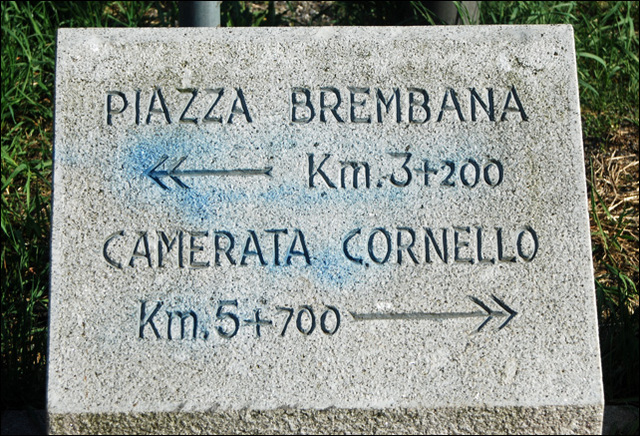 PIAZZA BREMBANA
Km.3+200
CAMERATA CORNELLO
Km.5+700